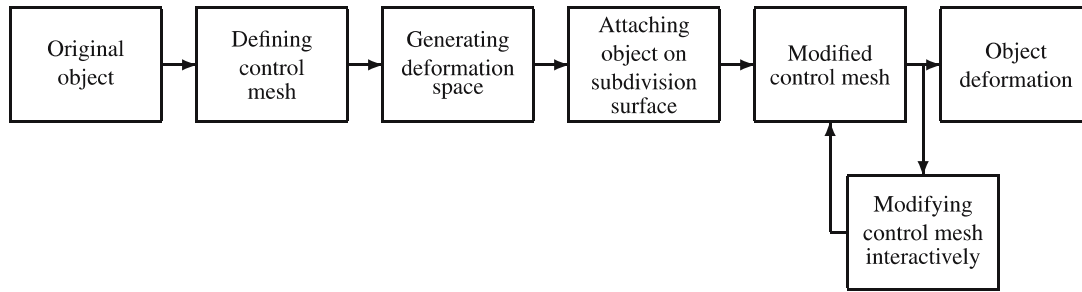 Original
object
Defining
control
mesh
Generating
deformation
space
Attaching
object on
subdivision
surface
Modified
control mesh
Object
deformation
Modifying
control mesh
interactively